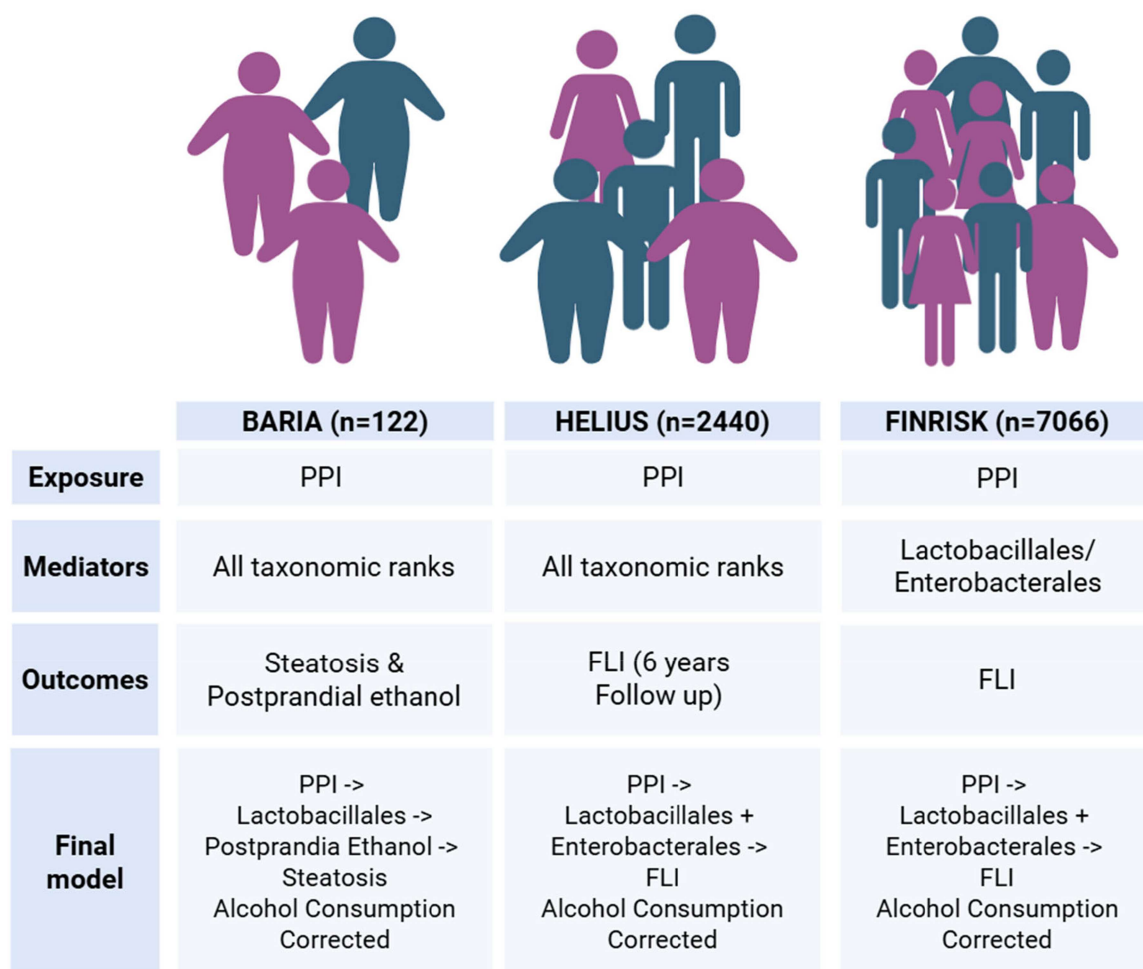 BARIA (n=122)
HELIUS (n=2440)
FINRISK (n=7066)
Exposure
PPI
PPI
PPI
Mediators
All taxonomic ranks
All taxonomic ranks
Lactobacillales/
Enterobacterales
Outcomes
Steatosis &
Postprandial ethanol
FLI (6 years
Follow up)
FLI
Final
model
PPI ->
Lactobacillales ->
Postprandia Ethanol ->
Steatosis
Alcohol Consumption
Corrected
PPI ->
Lactobacillales +
Enterobacterales ->
FLI
Alcohol Consumption
Corrected
PPI ->
Lactobacillales +
Enterobacterales ->
FLI
Alcohol Consumption
Corrected